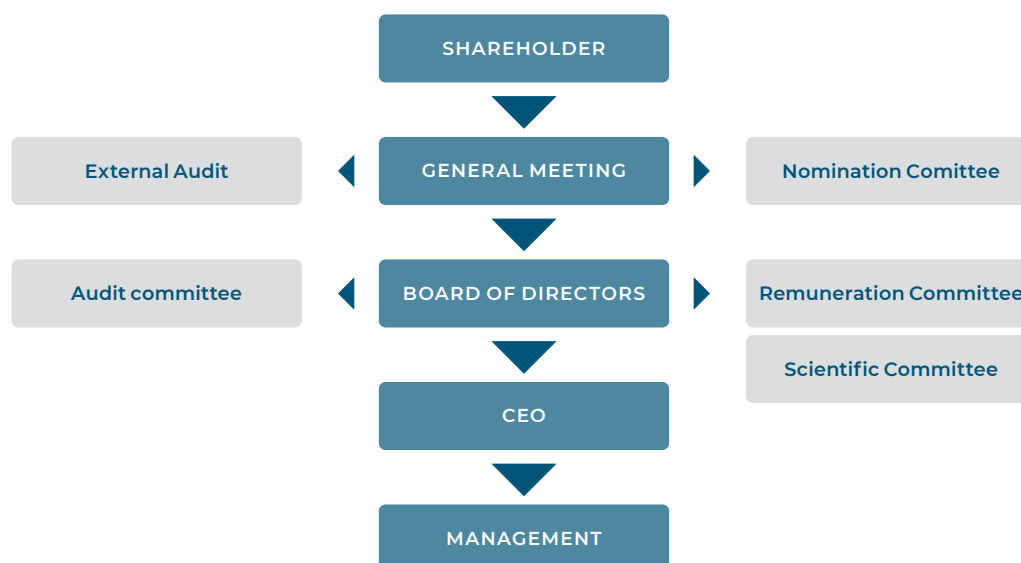 SHAREHOLDER
External Audit
GENERAL MEETING
Nomination Comittee
Audit committee
BOARD OF DIRECTORS
Remuneration Committee
Scientific Committee
CEO
MANAGEMENT